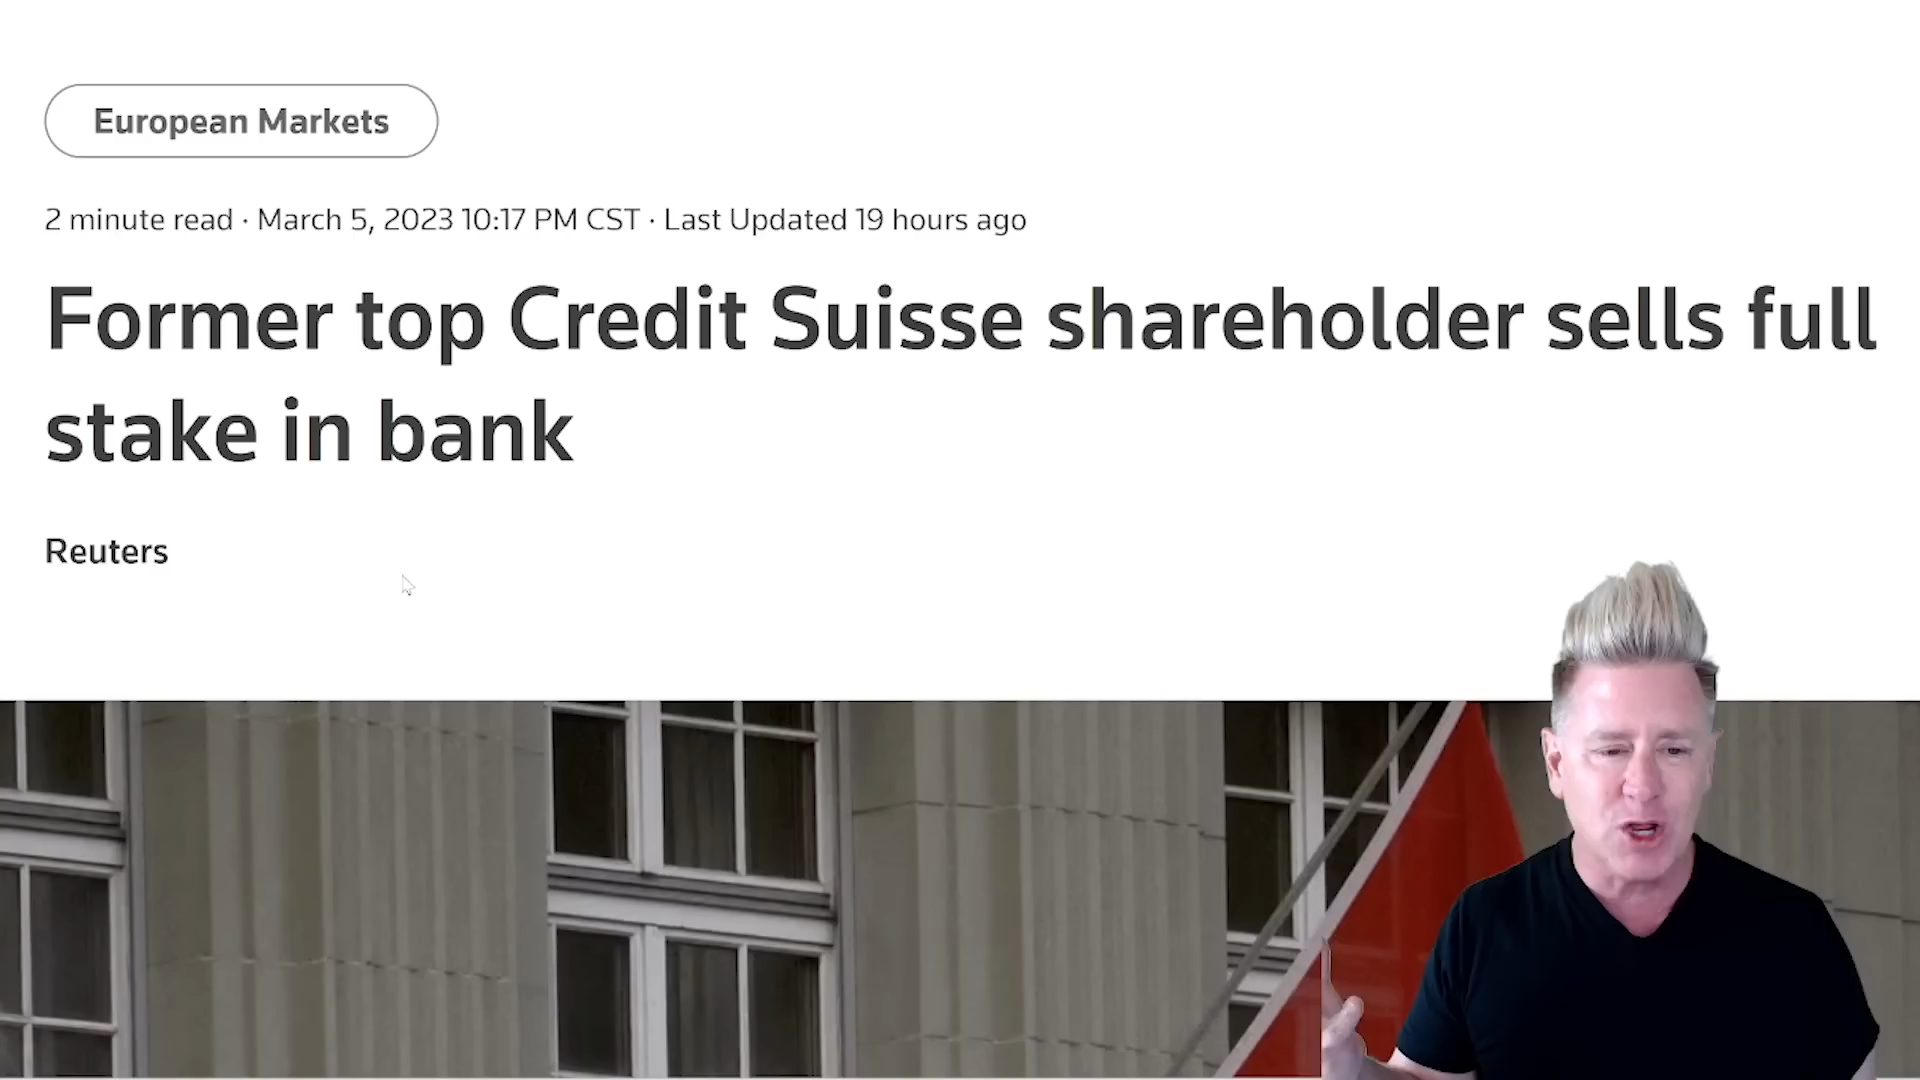 European Markets
2 minute read · March 5, 2023 10:17 PM CST · Last Updated 19 hours ago
Former top Credit Suisse shareholder sells full
stake in bank
Reuters